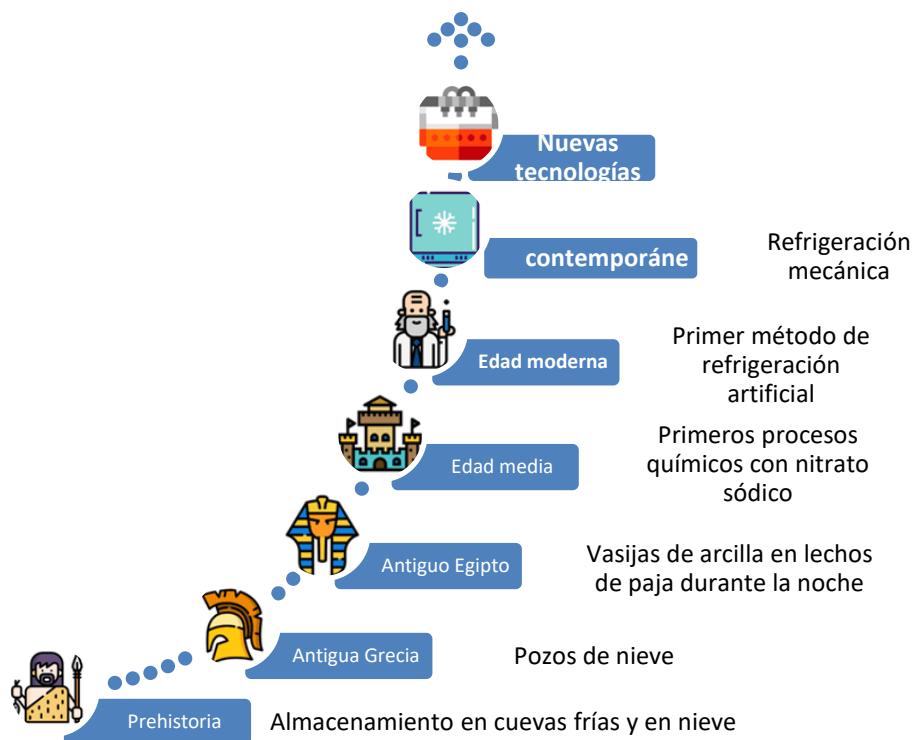 Nuevas
tecnologías
contemporáne
Refrigeración
mecánica
Edad moderna
Primer método de
refrigeración
artificial
Edad media
Primeros procesos
químicos con nitrato
sódico
Antiguo Egipto
Vasijas de arcilla en lechos
de paja durante la noche
Antigua Grecia
Pozos de nieve
Prehistoria
Almacenamiento en cuevas frías y en nieve